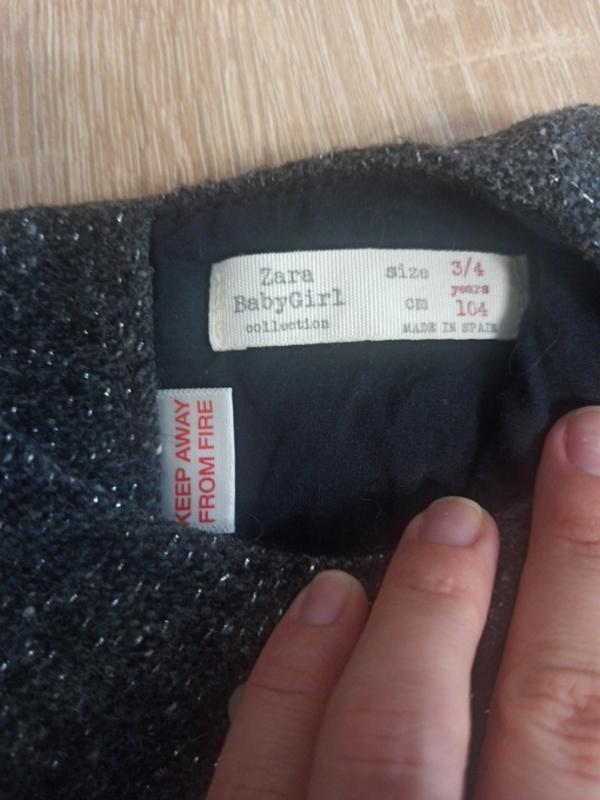 Zara
BabyGirl
collection
size 3/4
years
cm 104
MADE IN SPAIN
KEEP AWAY
FROM FIRE